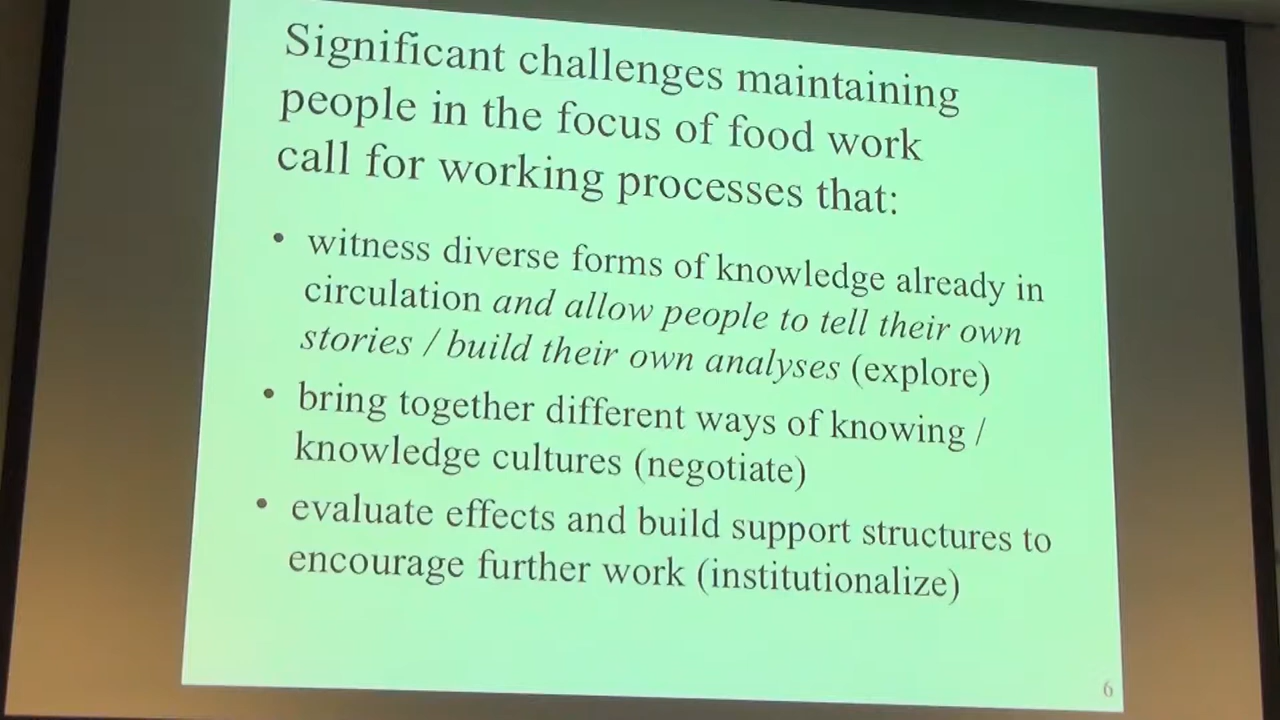 Significant challenges maintaining
people in the focus of food work
call for working processes that:
• witness diverse forms of knowledge already in
circulation and allow people to tell their own
stories / build their own analyses (explore)
• bring together different ways of knowing /
knowledge cultures (negotiate)
• evaluate effects and build support structures to
encourage further work (institutionalize)
6